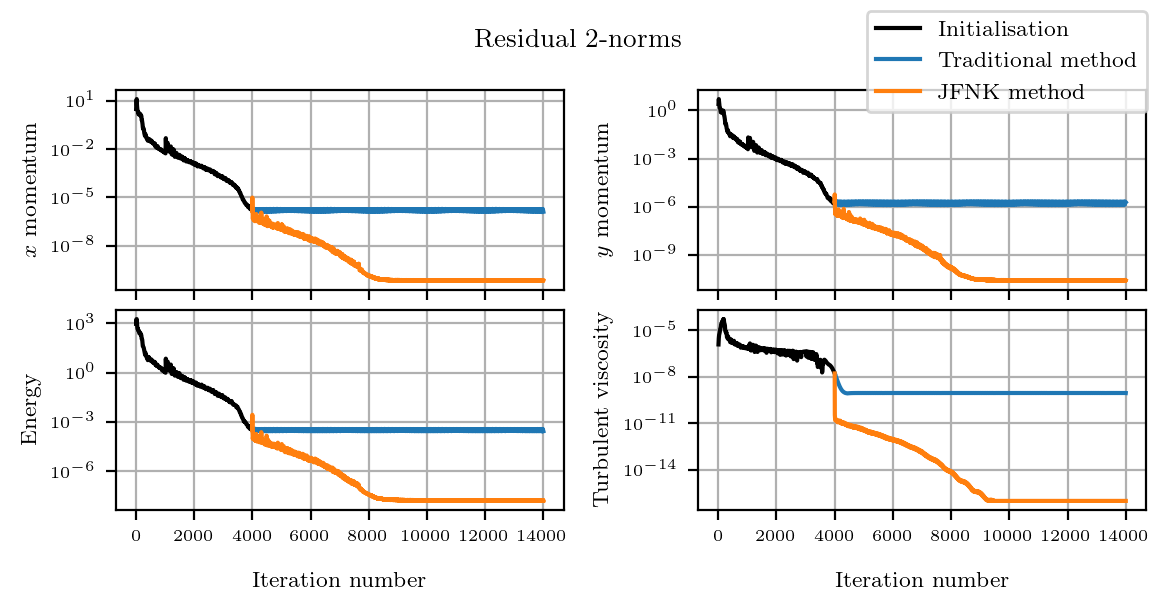 Residual 2-norms
Initialisation
Traditional method
JFNK method
x momentum
10^1
10^−2
10^−5
10^−8
y momentum
10^0
10^−3
10^−6
10^−9
Energy
10^3
10^0
10^−3
10^−6
0 2000 4000 6000 8000 10000 12000 14000
Iteration number
Turbulent viscosity
10^−5
10^−8
10^−11
10^−14
0 2000 4000 6000 8000 10000 12000 14000
Iteration number